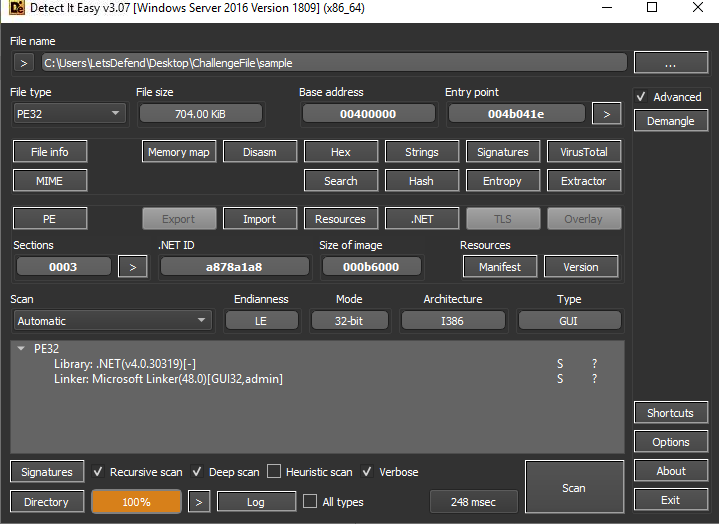 Detect It Easy v3.07 [Windows Server 2016 Version 1809] (x86_64)
File name
> C:\Users\LetsDefend\Desktop\ChallengeFile\sample ...
File type File size Base address Entry point Advanced
PE32 704.00 KiB 00400000 004b041e > Demangle
File info Memory map Disasm Hex Strings Signatures VirusTotal
MIME Search Hash Entropy Extractor
PE Export Import Resources .NET TLS Overlay
Sections .NET ID Size of image Resources
0003 > a878a1a8 000b6000 Manifest Version
Scan Endianness Mode Architecture Type
Automatic LE 32-bit I386 GUI
PE32
Library: .NET(v4.0.30319)[-] S ?
Linker: Microsoft Linker(48.0)[GUI32,admin] S ?
Shortcuts
Options
Signatures Recursive scan Deep scan Heuristic scan Verbose Scan About
Directory 100% > Log All types 248 msec Exit